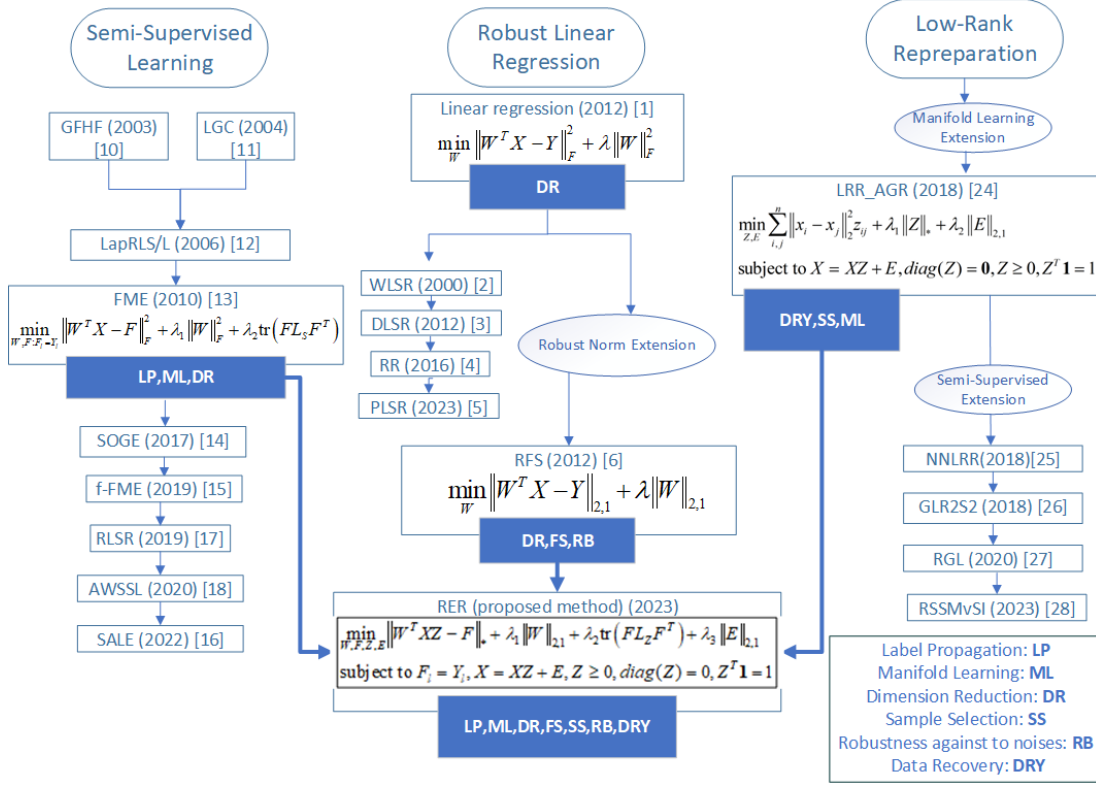 Semi-Supervised
Learning
GFHF (2003)
[10]
LGC (2004)
[11]
LapRLS/L (2006) [12]
FME (2010) [13]
min_{W,F:F_l=Y_l} ‖W^T X − F‖_F^2 + λ_1‖W‖_F^2 + λ_2 tr(FL_S F^T)
LP,ML,DR
SOGE (2017) [14]
f-FME (2019) [15]
RLSR (2019) [17]
AWSSL (2020) [18]
SALE (2022) [16]
Robust Linear
Regression
Linear regression (2012) [1]
min_W ‖W^T X − Y‖_F^2 + λ‖W‖_F^2
DR
WLSR (2000) [2]
DLSR (2012) [3]
RR (2016) [4]
PLSR (2023) [5]
Robust Norm Extension
RFS (2012) [6]
min_W ‖W^T X − Y‖_{2,1} + λ‖W‖_{2,1}
DR,FS,RB
RER (proposed method) (2023)
min_{W,F,Z,E} ‖W^T XZ − F‖_* + λ_1‖W‖_{2,1} + λ_2 tr(FL_Z F^T) + λ_3‖E‖_{2,1}
subject to F_l = Y_l, X = XZ + E, Z ≥ 0, diag(Z) = 0, Z^T 1 = 1
LP,ML,DR,FS,SS,RB,DRY
Low-Rank
Repreparation
Manifold Learning
Extension
LRR_AGR (2018) [24]
min_{Z,E} ∑_{i,j}^n ‖x_i − x_j‖_2^2 z_{ij} + λ_1‖Z‖_* + λ_2‖E‖_{2,1}
subject to X = XZ + E, diag(Z) = 0, Z ≥ 0, Z^T 1 = 1
DRY,SS,ML
Semi-Supervised
Extension
NNLRR(2018)[25]
GLR2S2 (2018) [26]
RGL (2020) [27]
RSSMvSI (2023) [28]
Label Propagation: LP
Manifold Learning: ML
Dimension Reduction: DR
Sample Selection: SS
Robustness against to noises: RB
Data Recovery: DRY